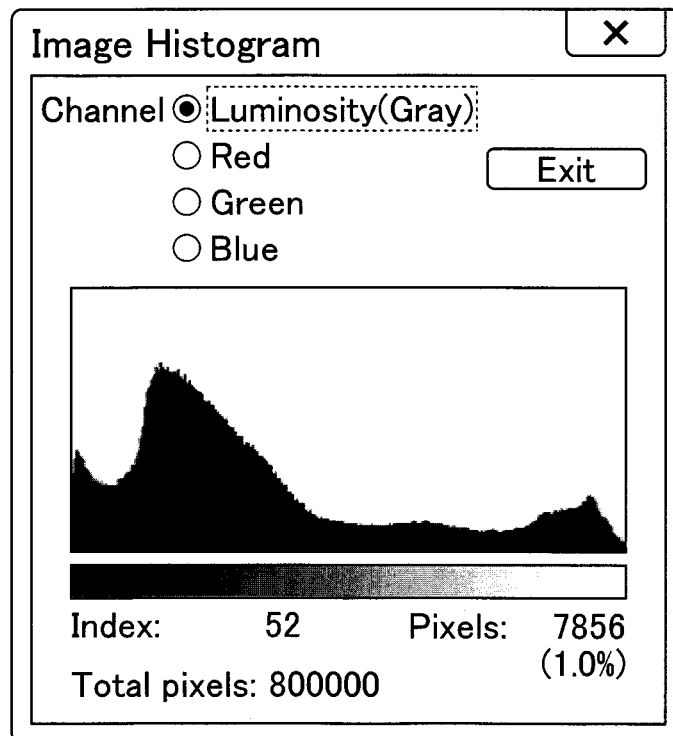 Image Histogram
×
Channel Luminosity(Gray)
Red
Exit
Green
Blue
Index: 52 Pixels: 7856
(1.0%)
Total pixels: 800000